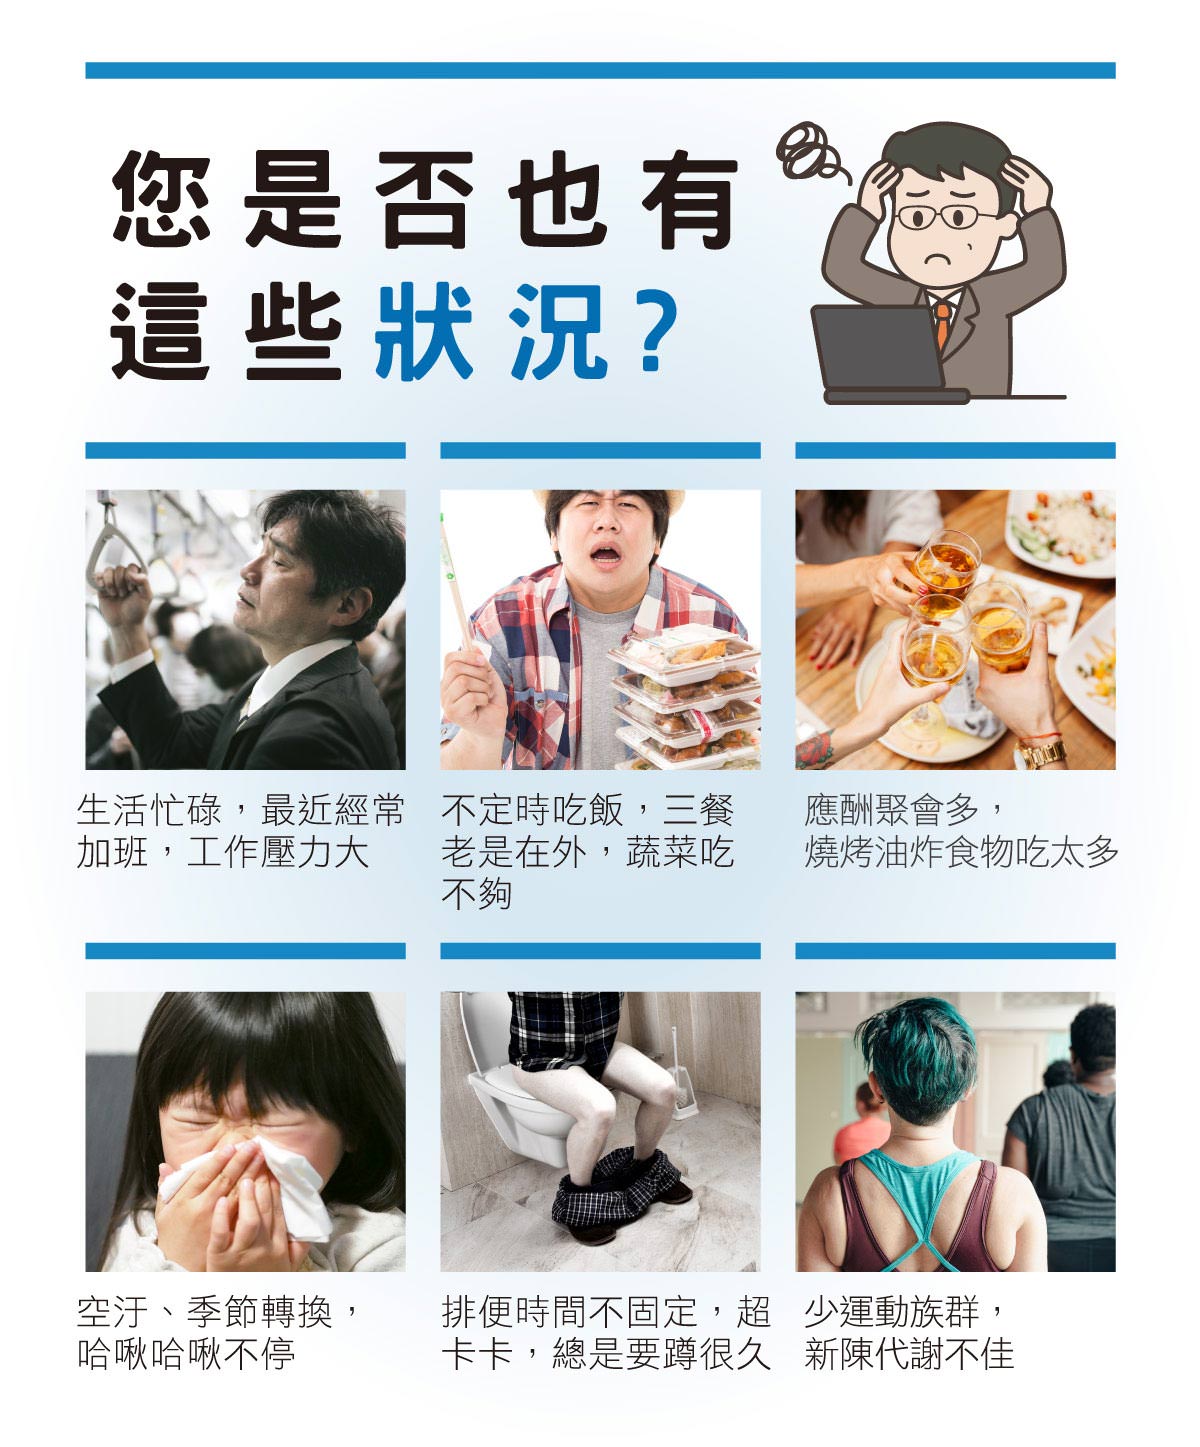 您是否也有
這些狀況?
生活忙碌，最近經常
加班，工作壓力大
不定時吃飯，三餐
老是在外，蔬菜吃
不夠
應酬聚會多，
燒烤油炸食物吃太多
空汙、季節轉換，
哈啾哈啾不停
排便時間不固定，超
卡卡，總是要蹲很久
少運動族群，
新陳代謝不佳